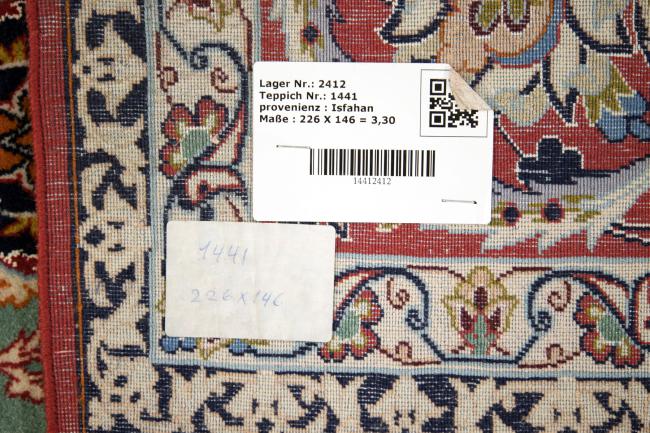 Lager Nr.: 2412
Teppich Nr.: 1441
provenienz : Isfahan
Maße : 226 X 146 = 3,30
14412412
1441
226x146